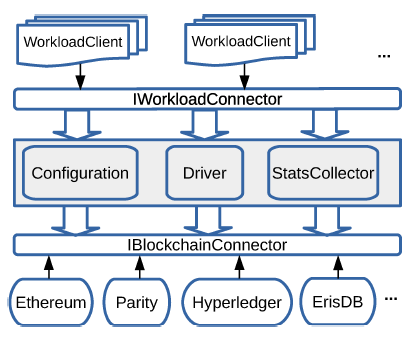 WorkloadClient WorkloadClient ...
IWorkloadConnector
Configuration Driver StatsCollector
IBlockchainConnector
Ethereum Parity Hyperledger ErisDB ...